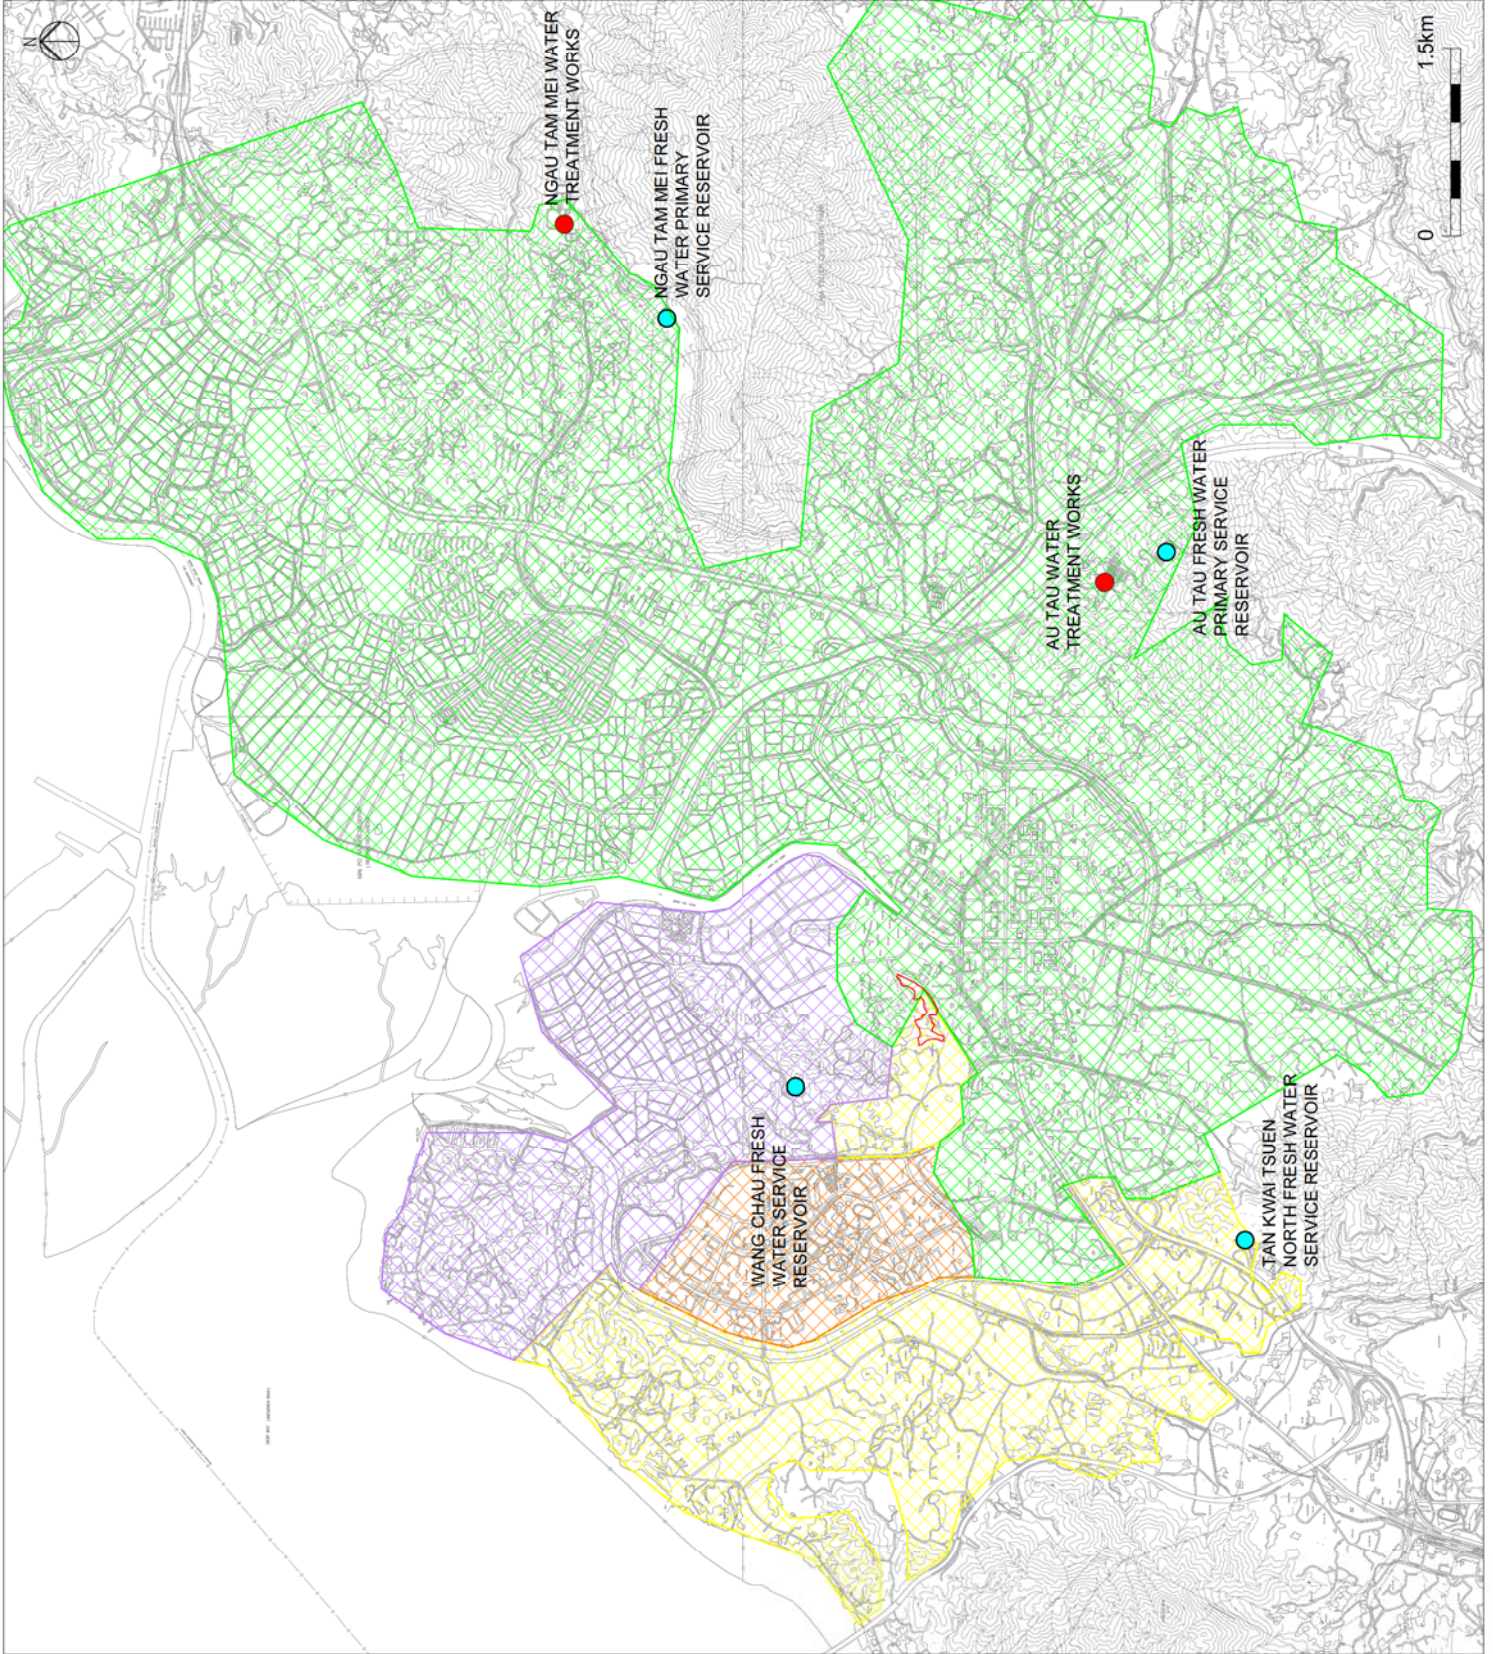 N
NGAU TAM MEI WATER
TREATMENT WORKS
NGAU TAM MEI FRESH
WATER PRIMARY
SERVICE RESERVOIR
0
1.5km
AU TAU WATER
TREATMENT WORKS
AU TAU FRESH WATER
PRIMARY SERVICE
RESERVOIR
WANG CHAU FRESH
WATER SERVICE
RESERVOIR
TAN KWAI TSUEN
NORTH FRESH WATER
SERVICE RESERVOIR